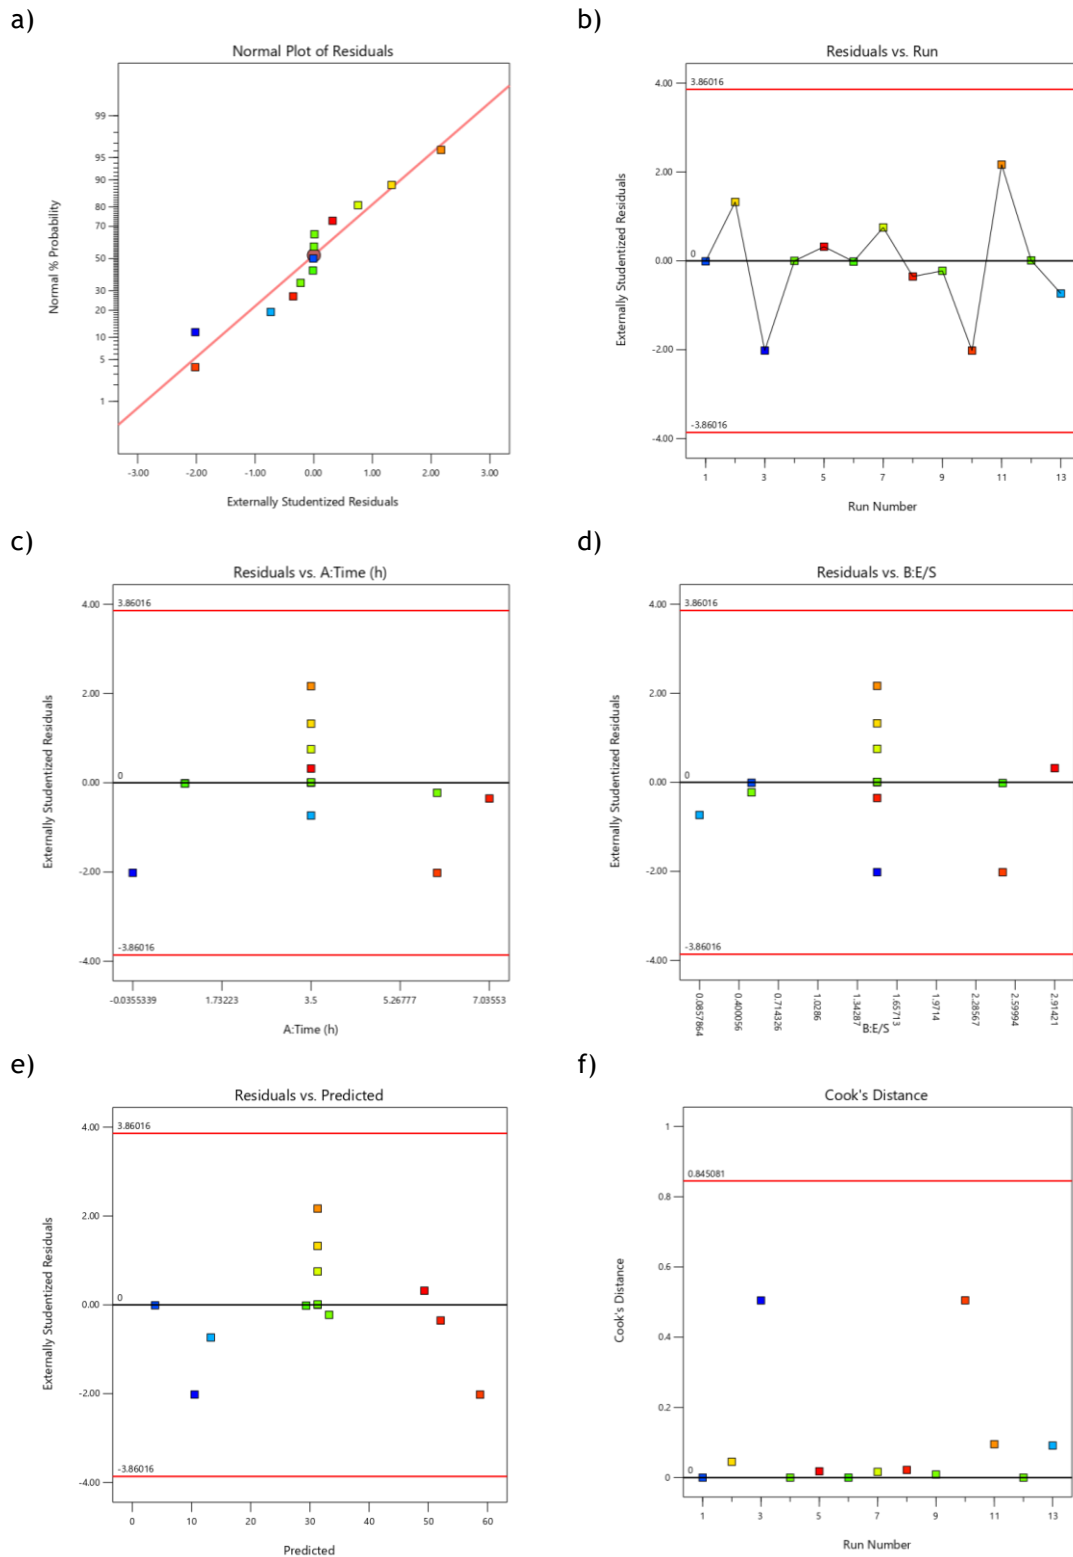 a)
Normal Plot of Residuals
Normal % Probability
99
95
90
80
70
50
30
20
10
5
1
-3.00 -2.00 -1.00 0.00 1.00 2.00 3.00
Externally Studentized Residuals
b)
Residuals vs. Run
Externally Studentized Residuals
4.00
3.86016
2.00
0.00
0
-2.00
-3.86016
-4.00
1 3 5 7 9 11 13
Run Number
c)
Residuals vs. A:Time (h)
Externally Studentized Residuals
4.00
3.86016
2.00
0.00
0
-2.00
-3.86016
-4.00
-0.0355339 1.73223 3.5 5.26777 7.03553
A:Time (h)
d)
Residuals vs. B:E/S
Externally Studentized Residuals
4.00
3.86016
2.00
0.00
0
-2.00
-3.86016
-4.00
0.0857864 0.400056 0.714326 1.0286 1.34287 1.65713 1.9714 2.28567 2.59994 2.91421
B:E/S
e)
Residuals vs. Predicted
Externally Studentized Residuals
4.00
3.86016
2.00
0.00
0
-2.00
-3.86016
-4.00
0 10 20 30 40 50 60
Predicted
f)
Cook's Distance
Cook's Distance
1
0.845081
0.8
0.6
0.4
0.2
0
0
1 3 5 7 9 11 13
Run Number